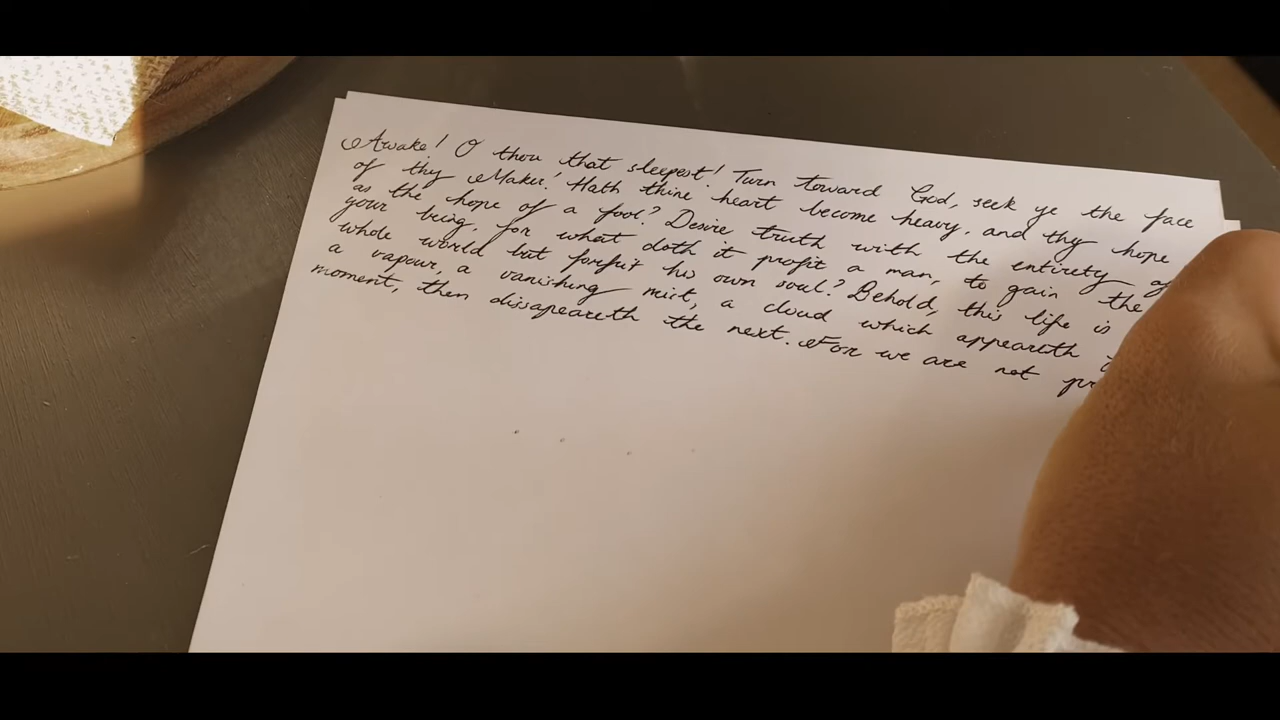 Awake! O thou that sleepest! Turn toward God, seek ye the face
of thy Maker! Hath thine heart become heavy, and thy hope
as the hope of a fool? Desire truth with the entirety of
your being, for what doth it profit a man, to gain the
whole world but forfeit his own soul? Behold, this life is
a vapour, a vanishing mist, a cloud which appeareth
moment, then dissapeareth the next. For we are not